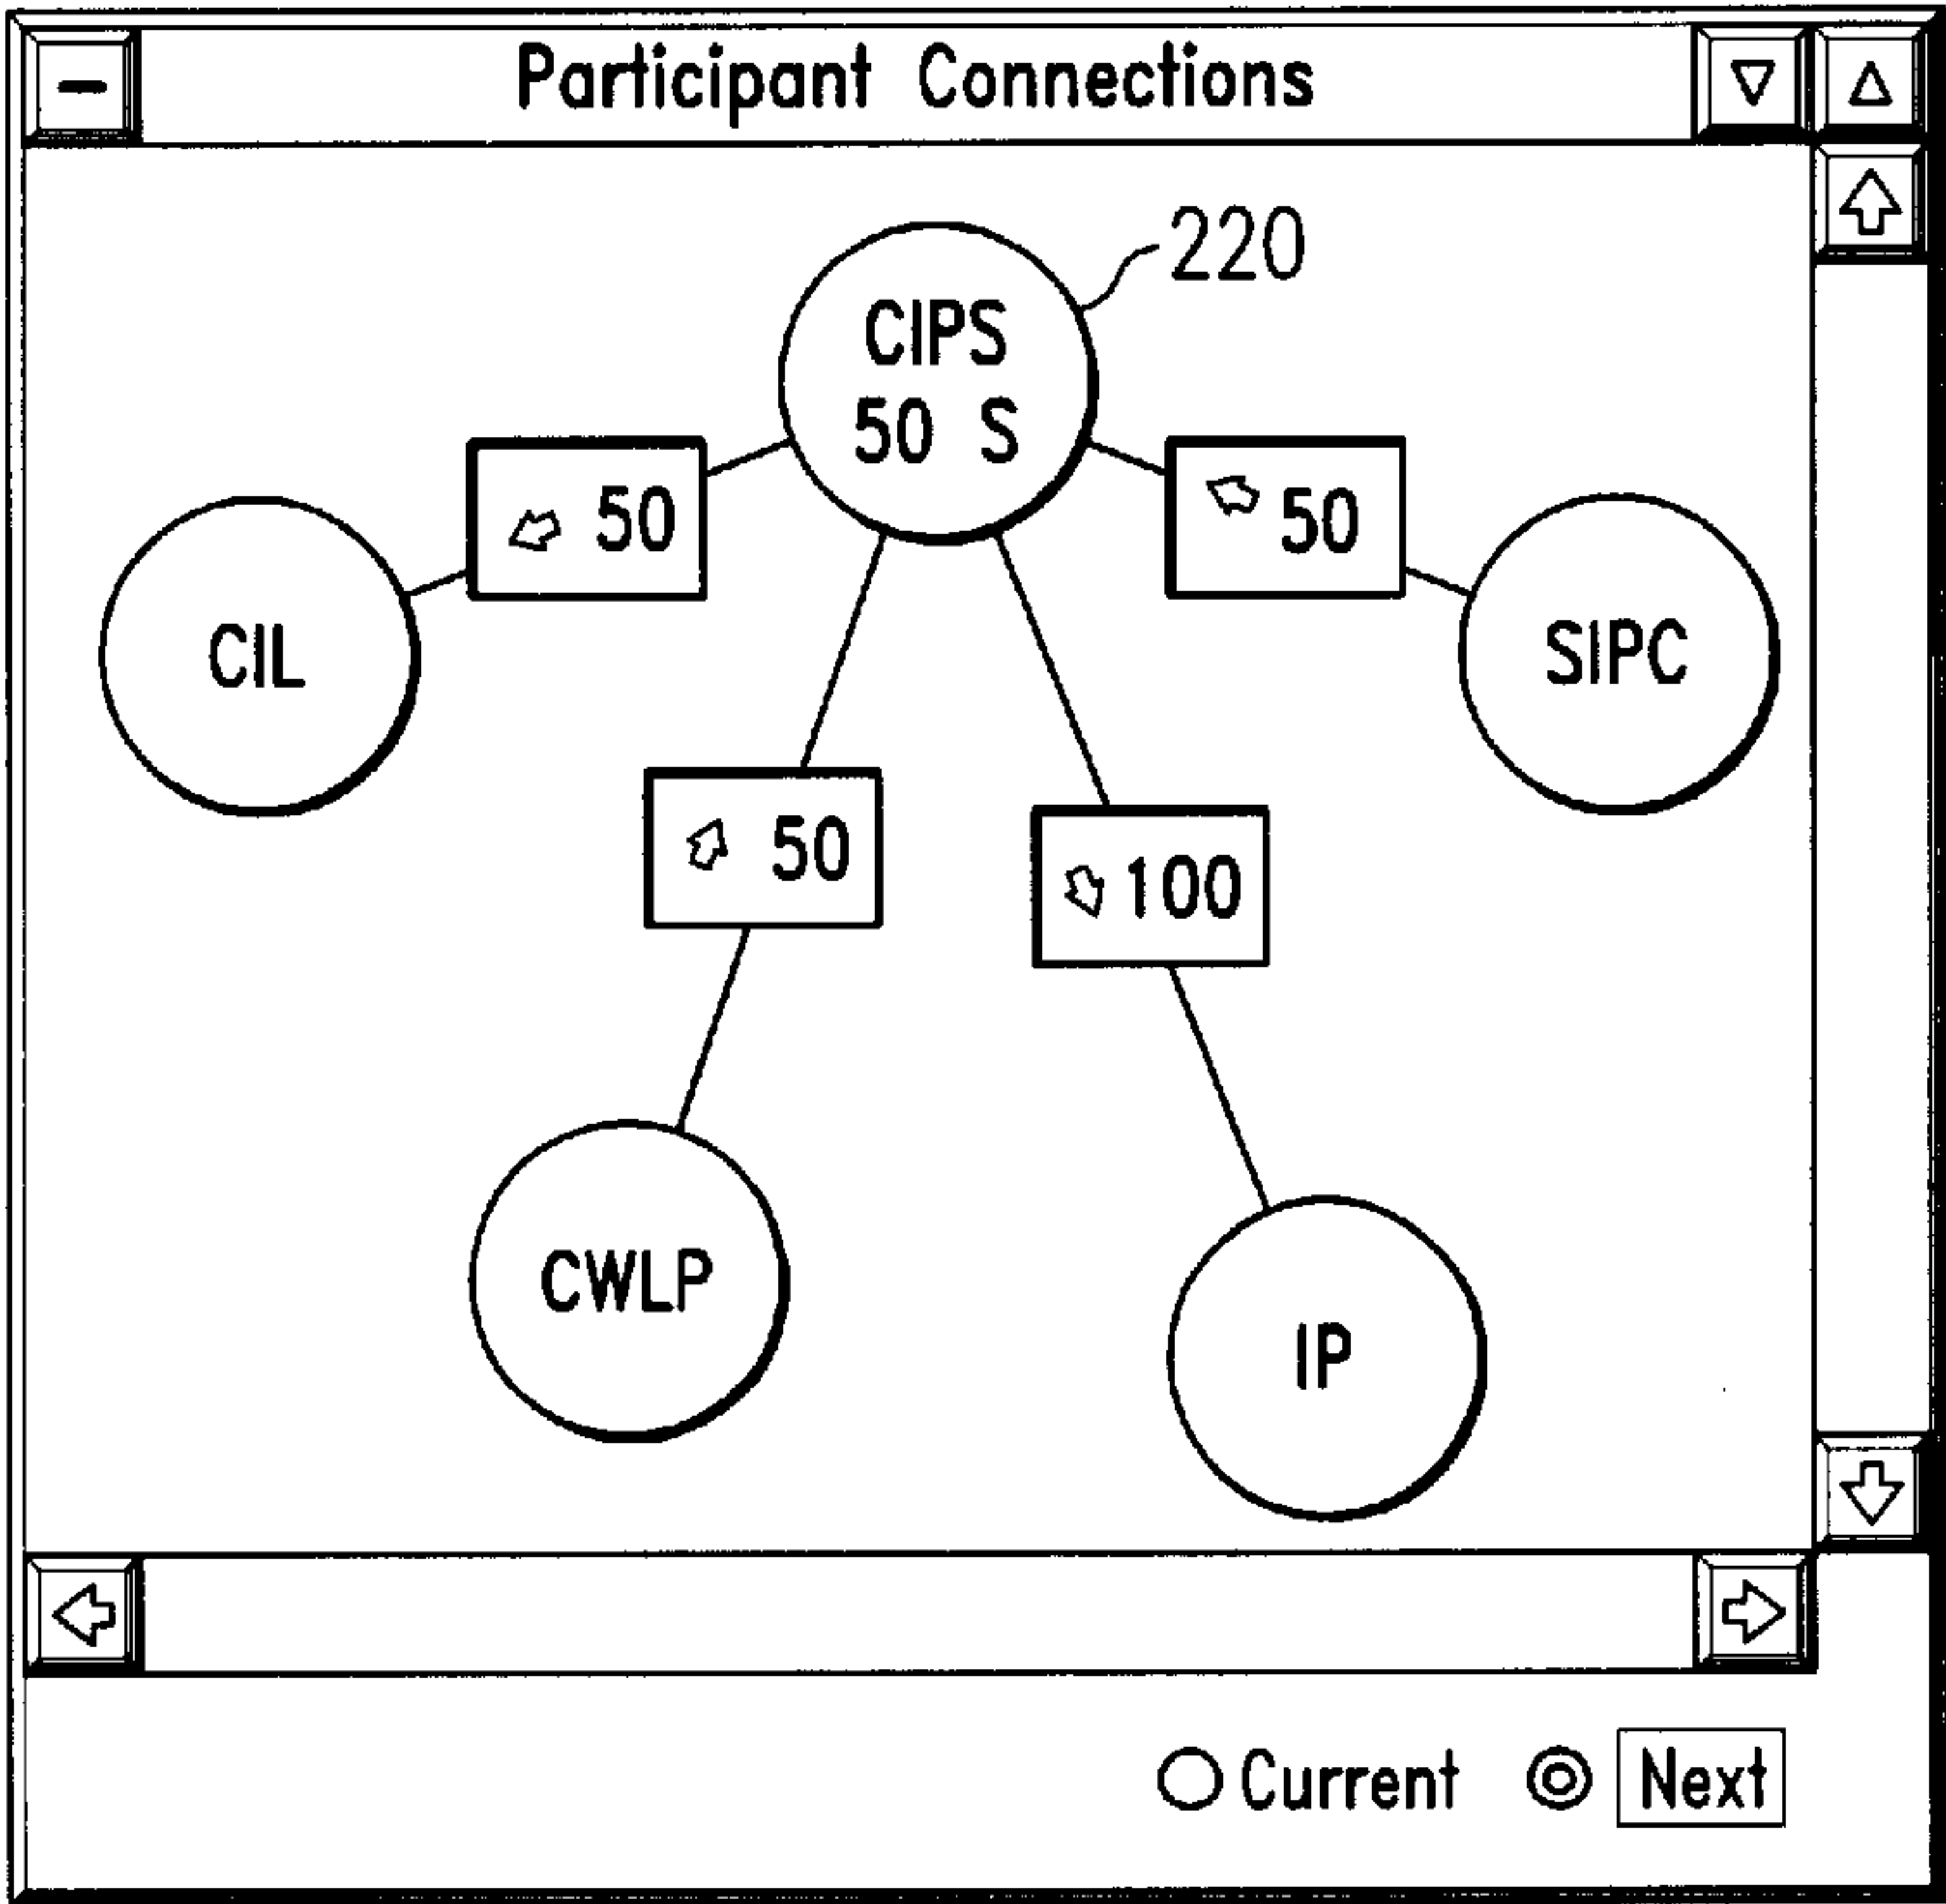 Participant Connections
220
CIPS
50 S
50
50
CIL
SIPC
50
100
CWLP
IP
Current
Next